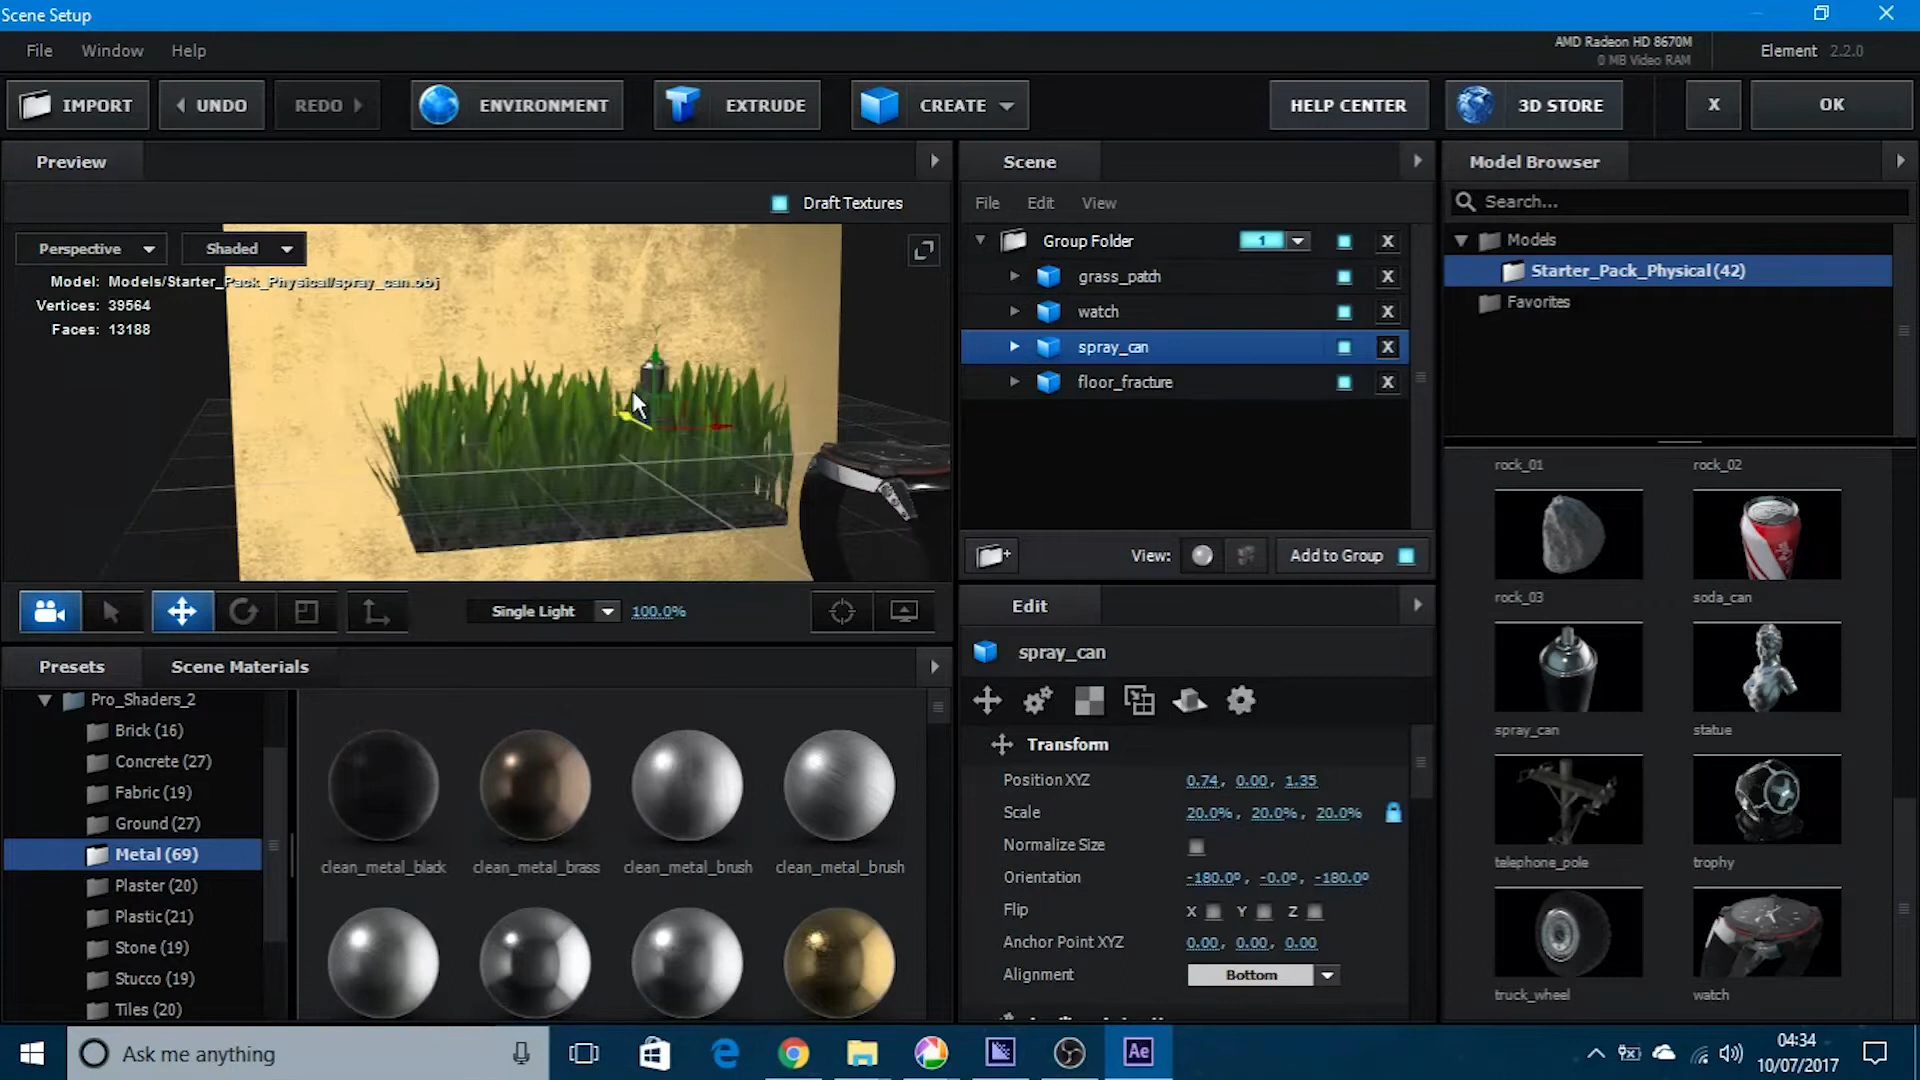 Scene Setup
File Window Help
AMD Radeon HD 8670M
0 MB Video RAM
Element 2.2.0
IMPORT UNDO REDO ENVIRONMENT EXTRUDE CREATE HELP CENTER 3D STORE X OK
Preview
Draft Textures
Perspective Shaded
Model: Models/Starter_Pack_Physical/spray_can.obj
Vertices: 39564
Faces: 13188
Single Light 100.0%
Scene
File Edit View
Group Folder 1 X
grass_patch X
watch X
spray_can X
floor_fracture X
View: Add to Group
Edit
spray_can
Transform
Position XYZ 0.74, 0.00, 1.35
Scale 20.0%, 20.0%, 20.0%
Normalize Size
Orientation -180.0º, -0.0º, -180.0º
Flip X Y Z
Anchor Point XYZ 0.00, 0.00, 0.00
Alignment Bottom
Model Browser
Search...
Models
Starter_Pack_Physical (42)
Favorites
rock_01 rock_02
rock_03 soda_can
spray_can statue
telephone_pole trophy
truck_wheel watch
Presets Scene Materials
Pro_Shaders_2
Brick (16)
Concrete (27)
Fabric (19)
Ground (27)
Metal (69)
Plaster (20)
Plastic (21)
Stone (19)
Stucco (19)
Tiles (20)
clean_metal_black clean_metal_brass clean_metal_brush clean_metal_brush
Ask me anything
Ae
04:34
10/07/2017